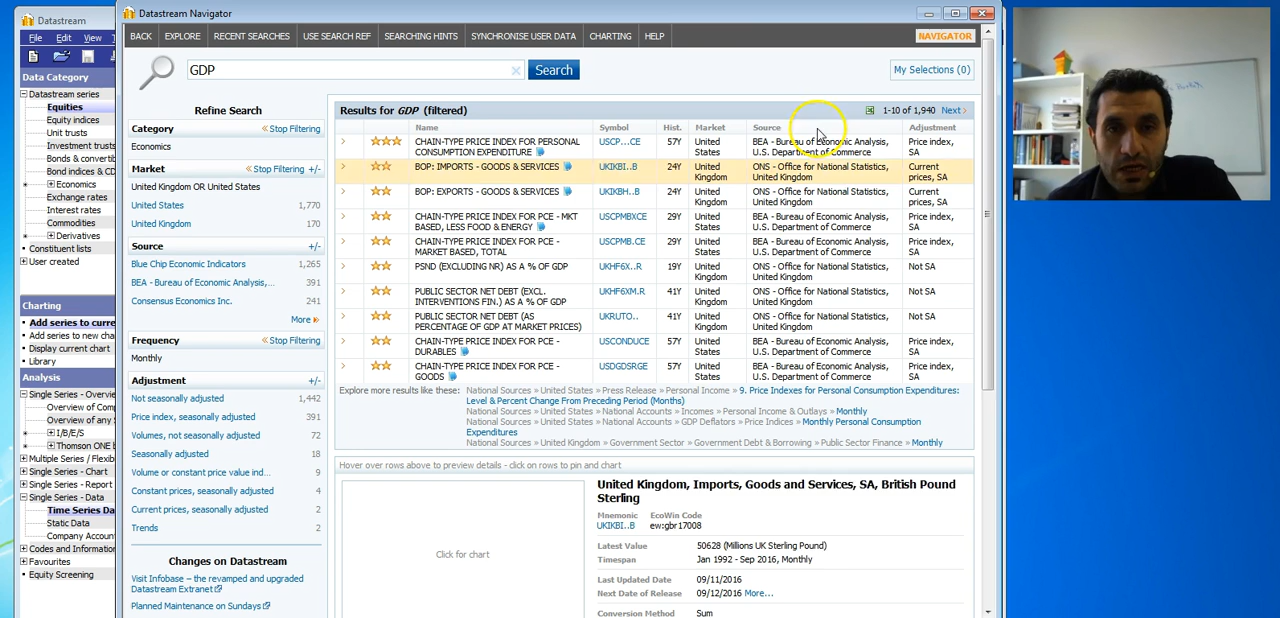 Datastream
File Edit View
Data Category
Datastream series
Equities
Equity indices
Unit trusts
Investment trusts
Bonds & converti
Bond indices & CD
Economics
Exchange rates
Interest rates
Commodities
Derivatives
Constituent lists
User created
Charting
Add series to curre
Add series to new cha
Display current chart
Library
Analysis
Single Series - Overvie
Overview of Comp
Overview of any S
I/B/E/S
Thomson ONE b
Multiple Series / Flexib
Single Series - Chart
Single Series - Report
Single Series - Data
Time Series Da
Static Data
Company Accoun
Codes and Information
Favourites
Equity Screening
Datastream Navigator
BACK EXPLORE RECENT SEARCHES USE SEARCH REF SEARCHING HINTS SYNCHRONISE USER DATA CHARTING HELP NAVIGATOR
GDP Search My Selections (0)
Refine Search
Category Stop Filtering
Economics
Market Stop Filtering +/-
United Kingdom OR United States
United States 1,770
United Kingdom 170
Source +/-
Blue Chip Economic Indicators 1,265
BEA - Bureau of Economic Analysis,... 391
Consensus Economics Inc. 241
More
Frequency Stop Filtering
Monthly
Adjustment +/-
Not seasonally adjusted 1,442
Price index, seasonally adjusted 391
Volumes, not seasonally adjusted 72
Seasonally adjusted 18
Volume or constant price value ind... 9
Constant prices, seasonally adjusted 4
Current prices, seasonally adjusted 2
Trends 2
Changes on Datastream
Visit Infobase – the revamped and upgraded
Datastream Extranet
Planned Maintenance on Sundays
Results for GDP (filtered) 1-10 of 1,940 Next
Name Symbol Hist. Market Source Adjustment
CHAIN-TYPE PRICE INDEX FOR PERSONAL USCP...CE 57Y United BEA - Bureau of Economic Analysis, Price index,
CONSUMPTION EXPENDITURE States U.S. Department of Commerce SA
BOP: IMPORTS - GOODS & SERVICES UKIKBI..B 24Y United ONS - Office for National Statistics, Current
Kingdom United Kingdom prices, SA
BOP: EXPORTS - GOODS & SERVICES UKIKBH..B 24Y United ONS - Office for National Statistics, Current
Kingdom United Kingdom prices, SA
CHAIN-TYPE PRICE INDEX FOR PCE - MKT USCPMBXCE 29Y United BEA - Bureau of Economic Analysis, Price index,
BASED, LESS FOOD & ENERGY States U.S. Department of Commerce SA
CHAIN-TYPE PRICE INDEX FOR PCE - USCPMB.CE 29Y United BEA - Bureau of Economic Analysis, Price index,
MARKET BASED, TOTAL States U.S. Department of Commerce SA
PSND (EXCLUDING NR) AS A % OF GDP UKHF6X..R 19Y United ONS - Office for National Statistics, Not SA
Kingdom United Kingdom
PUBLIC SECTOR NET DEBT (EXCL. UKHF6XM.R 41Y United ONS - Office for National Statistics, Not SA
INTERVENTIONS FIN.) AS A % OF GDP Kingdom United Kingdom
PUBLIC SECTOR NET DEBT (AS UKRUTO.. 41Y United ONS - Office for National Statistics, Not SA
PERCENTAGE OF GDP AT MARKET PRICES) Kingdom United Kingdom
CHAIN-TYPE PRICE INDEX FOR PCE - USCONDUCE 57Y United BEA - Bureau of Economic Analysis, Price index,
DURABLES States U.S. Department of Commerce SA
CHAIN-TYPE PRICE INDEX FOR PCE - USDGDSRGE 57Y United BEA - Bureau of Economic Analysis, Price index,
GOODS States U.S. Department of Commerce SA
Explore more results like these: National Sources » United States » Press Release » Personal Income » 9. Price Indexes for Personal Consumption Expenditures:
Level & Percent Change From Preceding Period (Months)
National Sources » United States » National Accounts » Incomes » Personal Income & Outlays » Monthly
National Sources » United States » National Accounts » GDP Deflators » Price Indices » Monthly Personal Consumption
Expenditures
National Sources » United Kingdom » Government Sector » Government Debt & Borrowing » Public Sector Finance » Monthly
Hover over rows above to preview details - click on rows to pin and chart
Click for chart
United Kingdom, Imports, Goods and Services, SA, British Pound
Sterling
Mnemonic EcoWin Code
UKIKBI..B ew:gbr17008
Latest Value 50628 (Millions UK Sterling Pound)
Timespan Jan 1992 - Sep 2016, Monthly
Last Updated Date 09/11/2016
Next Date of Release 09/12/2016 More...
Conversion Method Sum